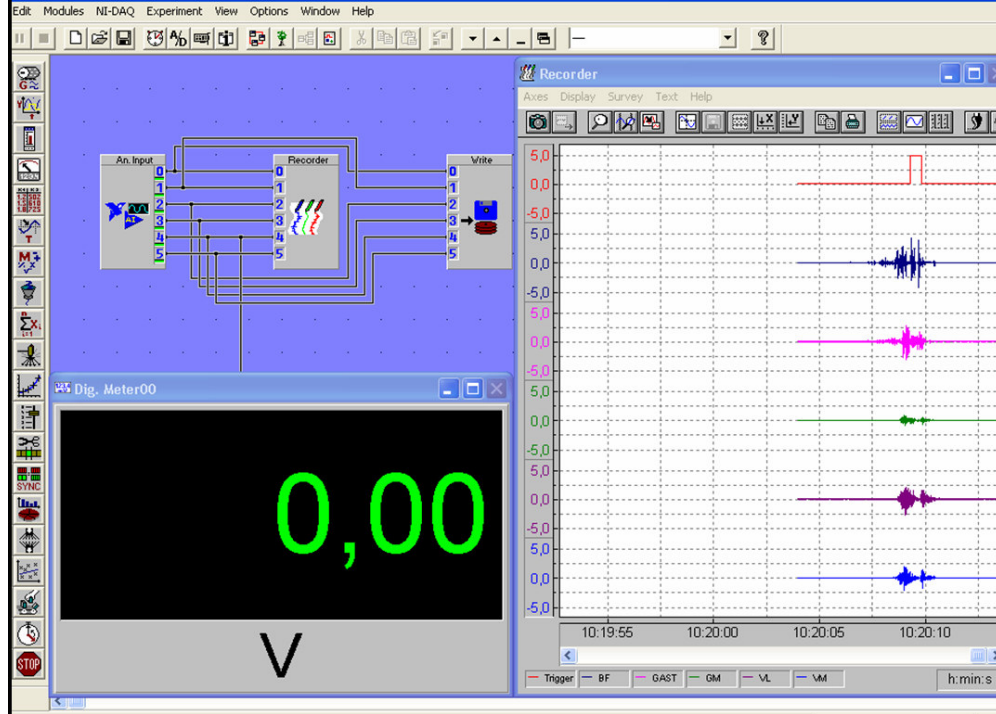 Edit Modules NI-DAQ Experiment View Options Window Help
Recorder
Axes Display Survey Text Help
An. Input Recorder Write
0 0 0
1 1 1
2 2 2
3 3 3
4 4 4
5 5 5
5,0
0,0
-5,0
5,0
0,0
-5,0
5,0
0,0
-5,0
5,0
0,0
-5,0
5,0
0,0
-5,0
5,0
0,0
-5,0
10:19:55 10:20:00 10:20:05 10:20:10
Trigger BF GAST GM VL VM h:min:s
Dig. Meter00
0,00
V
SYNC
STOP